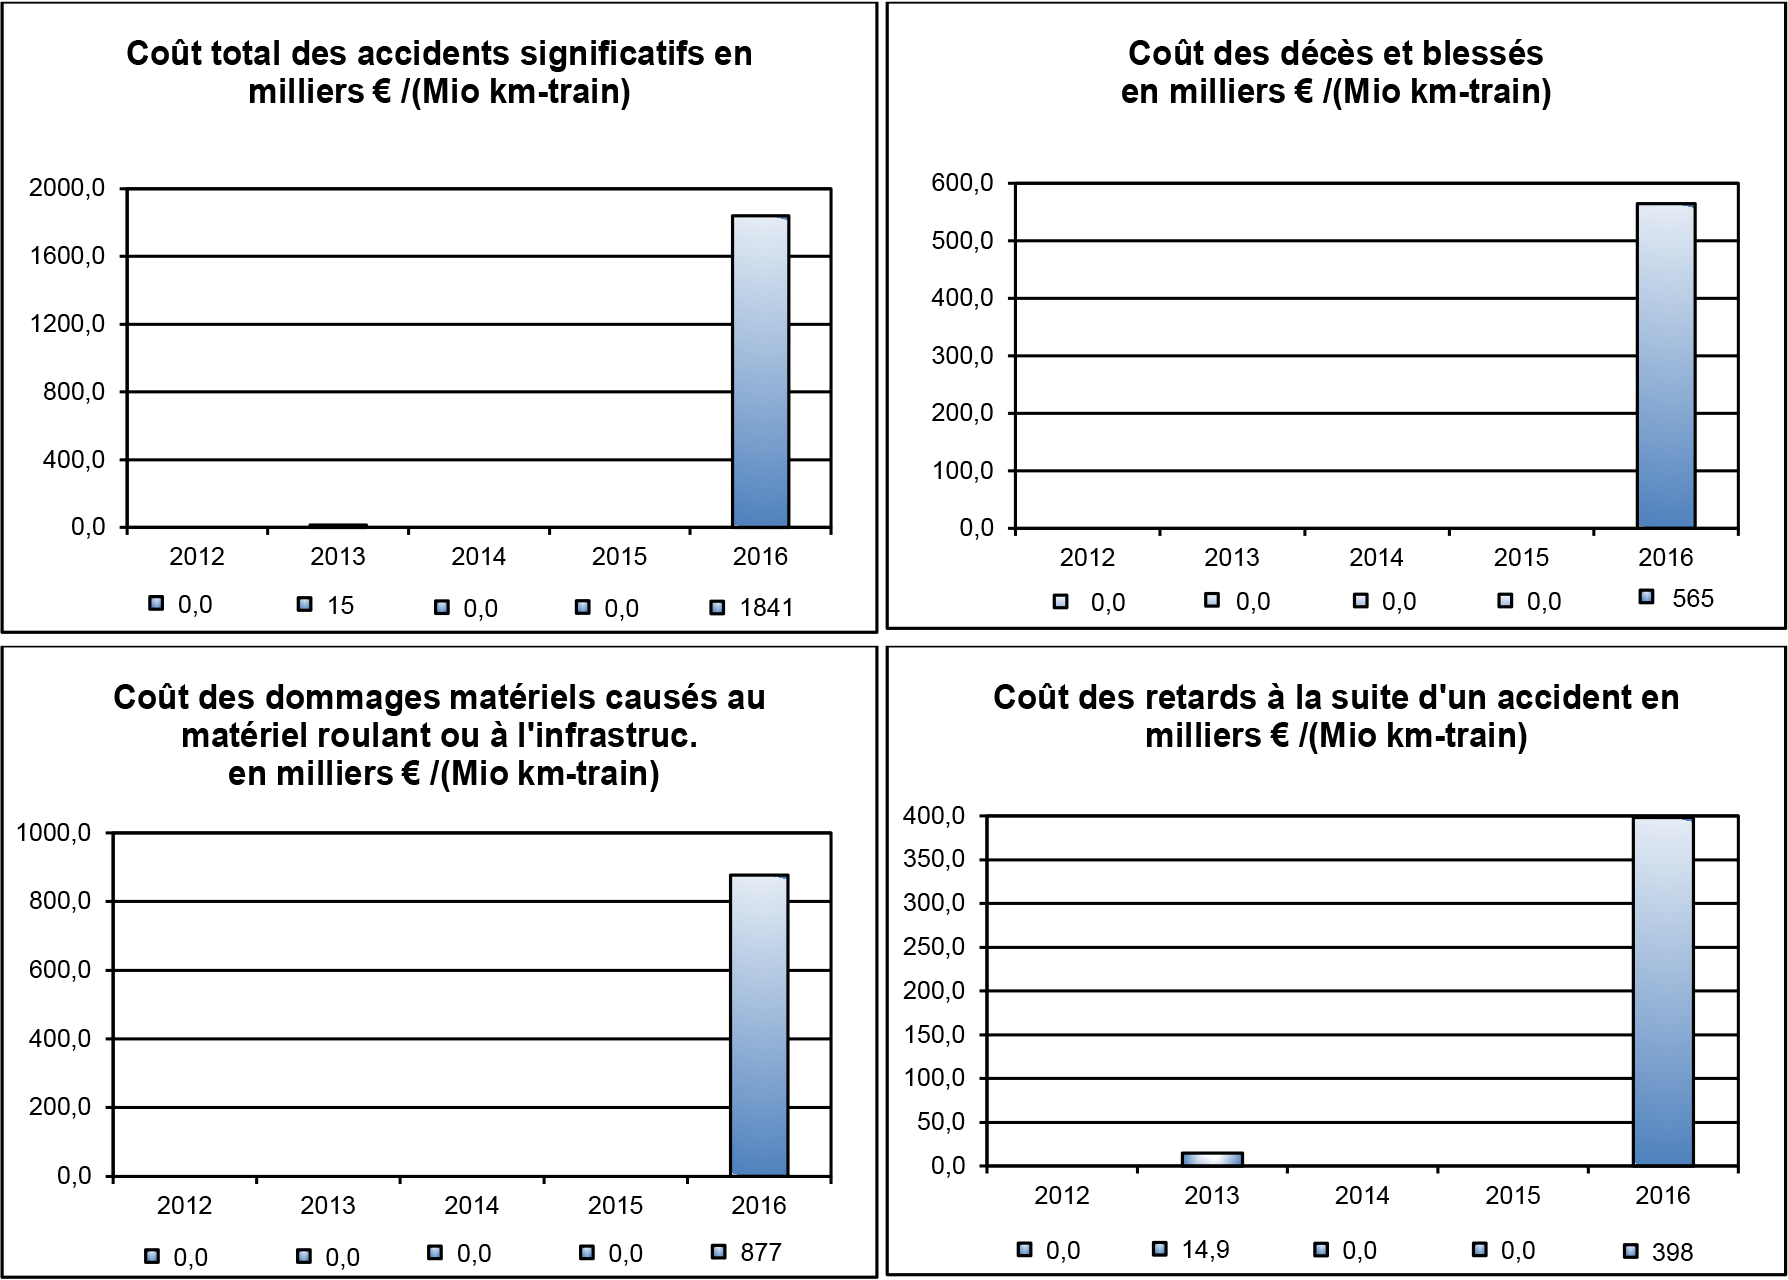 Coût total des accidents significatifs en
milliers € /(Mio km-train)
2000,0
1600,0
1200,0
800,0
400,0
0,0
2012 2013 2014 2015 2016
0,0 15 0,0 0,0 1841
Coût des décès et blessés
en milliers € /(Mio km-train)
600,0
500,0
400,0
300,0
200,0
100,0
0,0
2012 2013 2014 2015 2016
0,0 0,0 0,0 0,0 565
Coût des dommages matériels causés au
matériel roulant ou à l'infrastruc.
en milliers € /(Mio km-train)
1000,0
800,0
600,0
400,0
200,0
0,0
2012 2013 2014 2015 2016
0,0 0,0 0,0 0,0 877
Coût des retards à la suite d'un accident en
milliers € /(Mio km-train)
400,0
350,0
300,0
250,0
200,0
150,0
100,0
50,0
0,0
2012 2013 2014 2015 2016
0,0 14,9 0,0 0,0 398